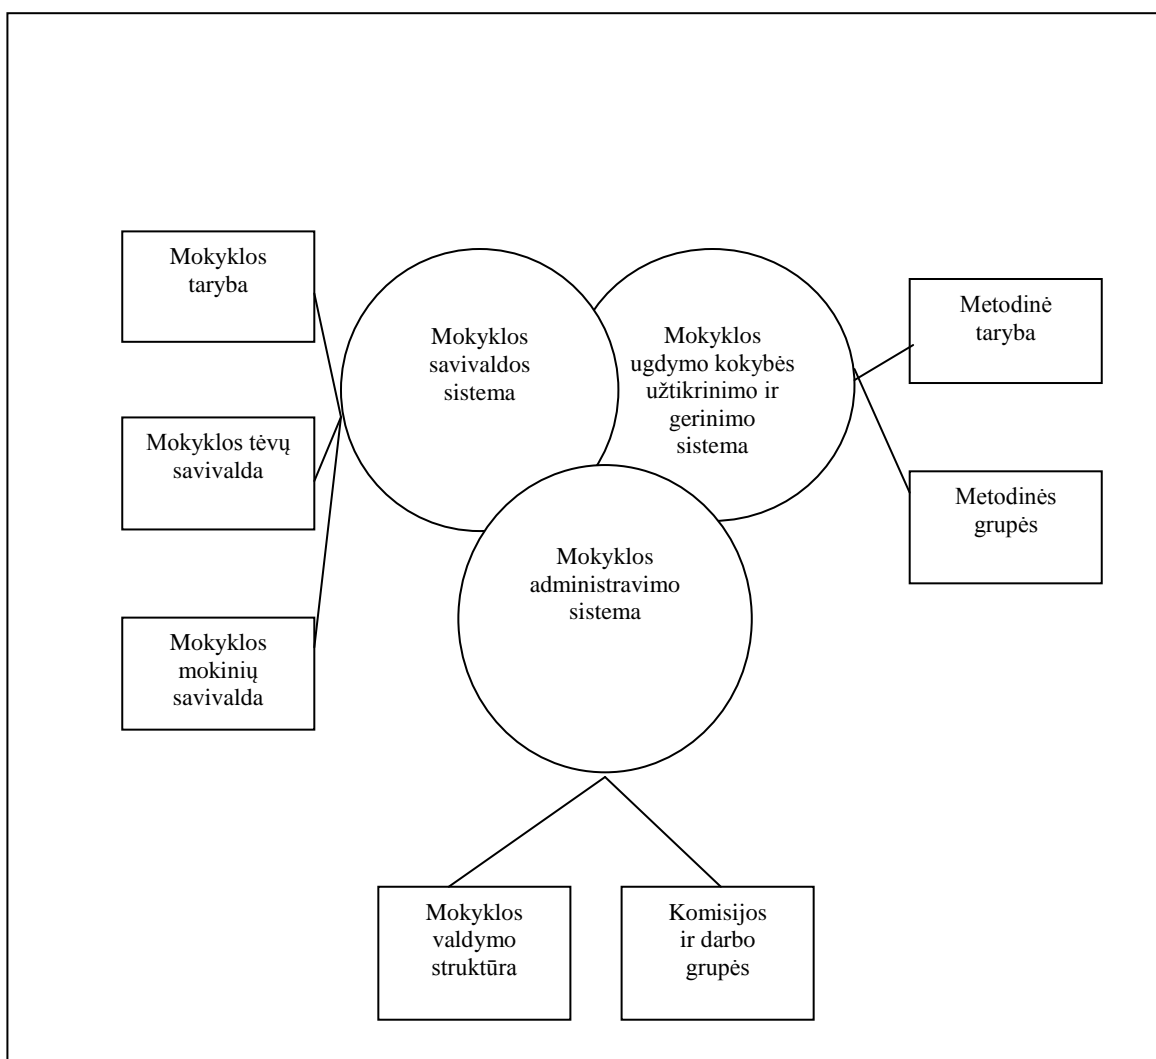 Mokyklos
taryba
Mokyklos tėvų
savivalda
Mokyklos
mokinių
savivalda
Mokyklos
savivaldos
sistema
Mokyklos
ugdymo kokybės
užtikrinimo ir
gerinimo
sistema
Metodinė
taryba
Metodinės
grupės
Mokyklos
administravimo
sistema
Mokyklos
valdymo
struktūra
Komisijos
ir darbo
grupės